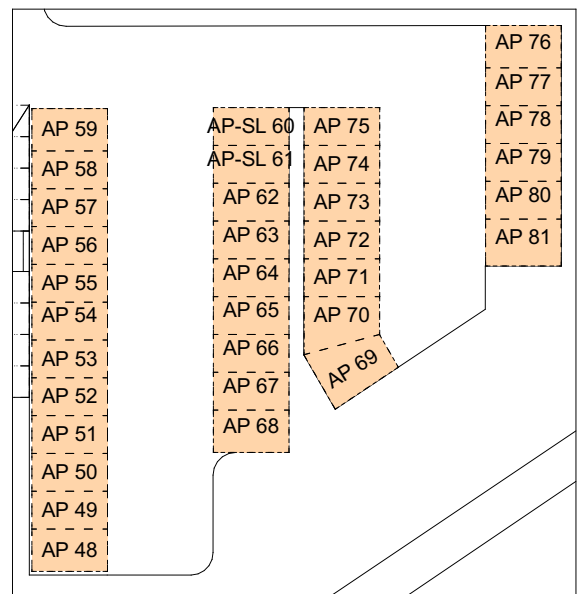 AP 59
AP 58
AP 57
AP 56
AP 55
AP 54
AP 53
AP 52
AP 51
AP 50
AP 49
AP 48
AP-SL 60
AP-SL 61
AP 62
AP 63
AP 64
AP 65
AP 66
AP 67
AP 68
AP 75
AP 74
AP 73
AP 72
AP 71
AP 70
AP 69
AP 76
AP 77
AP 78
AP 79
AP 80
AP 81